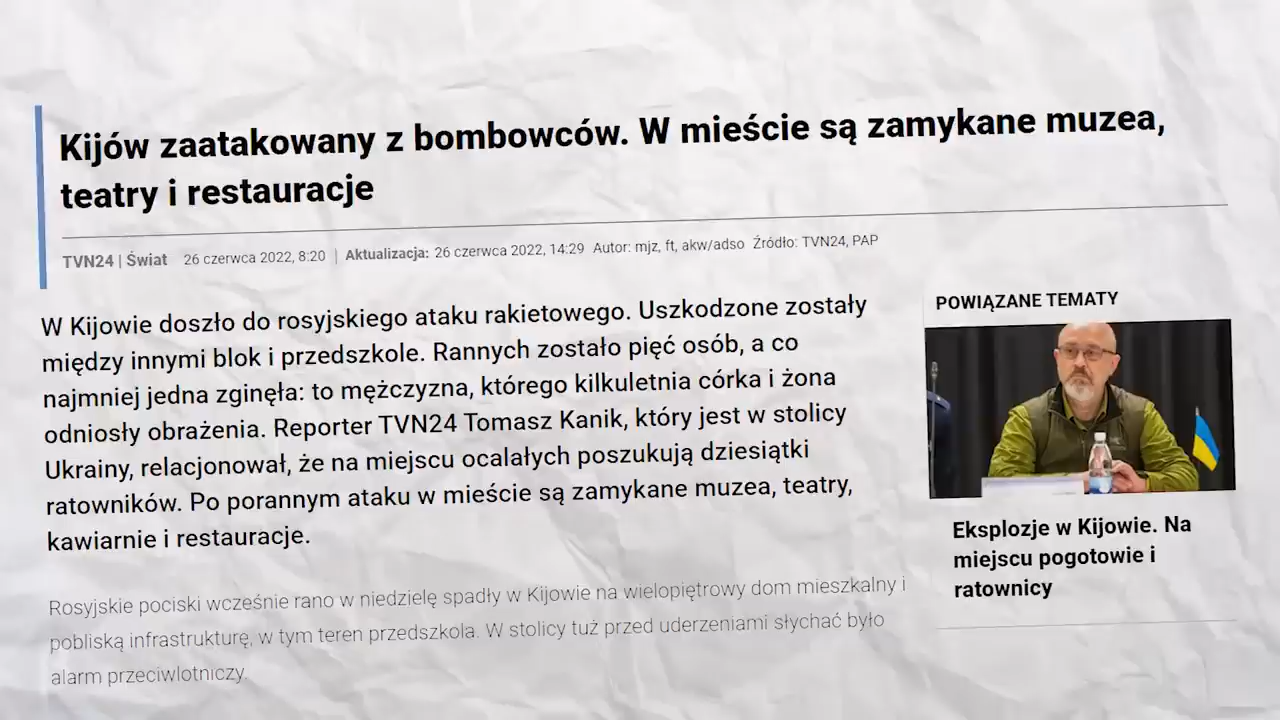 Kijów zaatakowany z bombowców. W mieście są zamykane muzea,
teatry i restauracje
TVN24 | Świat 26 czerwca 2022, 8:20 | Aktualizacja: 26 czerwca 2022, 14:29 Autor: mjz, ft, akw/adso Źródło: TVN24, PAP
W Kijowie doszło do rosyjskiego ataku rakietowego. Uszkodzone zostały
między innymi blok i przedszkole. Rannych zostało pięć osób, a co
najmniej jedna zginęła: to mężczyzna, którego kilkuletnia córka i żona
odniosły obrażenia. Reporter TVN24 Tomasz Kanik, który jest w stolicy
Ukrainy, relacjonował, że na miejscu ocalałych poszukują dziesiątki
ratowników. Po porannym ataku w mieście są zamykane muzea, teatry,
kawiarnie i restauracje.
Rosyjskie pociski wcześnie rano w niedzielę spadły w Kijowie na wielopiętrowy dom mieszkalny i
pobliską infrastrukturę, w tym teren przedszkola. W stolicy tuż przed uderzeniami słychać było
alarm przeciwlotniczy.
POWIĄZANE TEMATY
Eksplozje w Kijowie. Na
miejscu pogotowie i
ratownicy